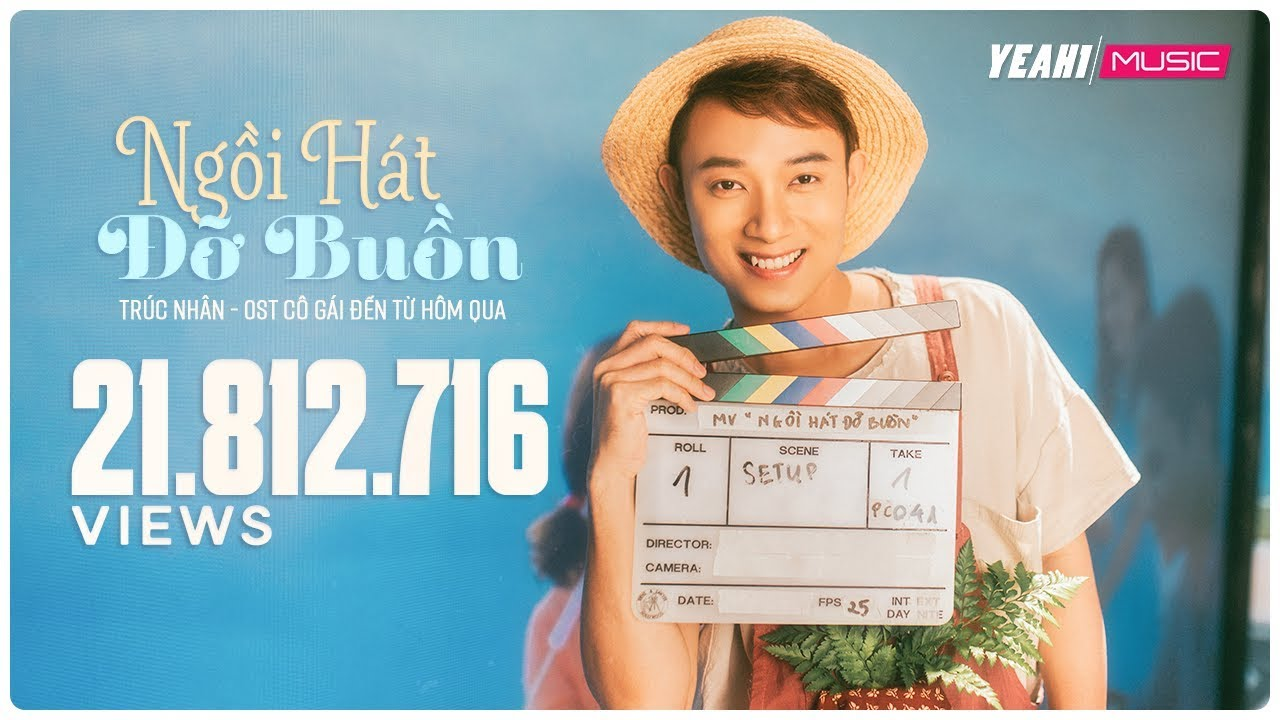 YEAH1 MUSIC
Ngồi Hát
Đỡ Buồn
TRÚC NHÂN - OST CÔ GÁI ĐẾN TỪ HÔM QUA
21.812.716
VIEWS
PROD.
MV "NGỒI HÁT ĐỠ BUỒN"
ROLL SCENE TAKE
1 SETUP 1
PC041
DIRECTOR:
CAMERA:
DATE: FPS 25 INT EXT
DAY NITE